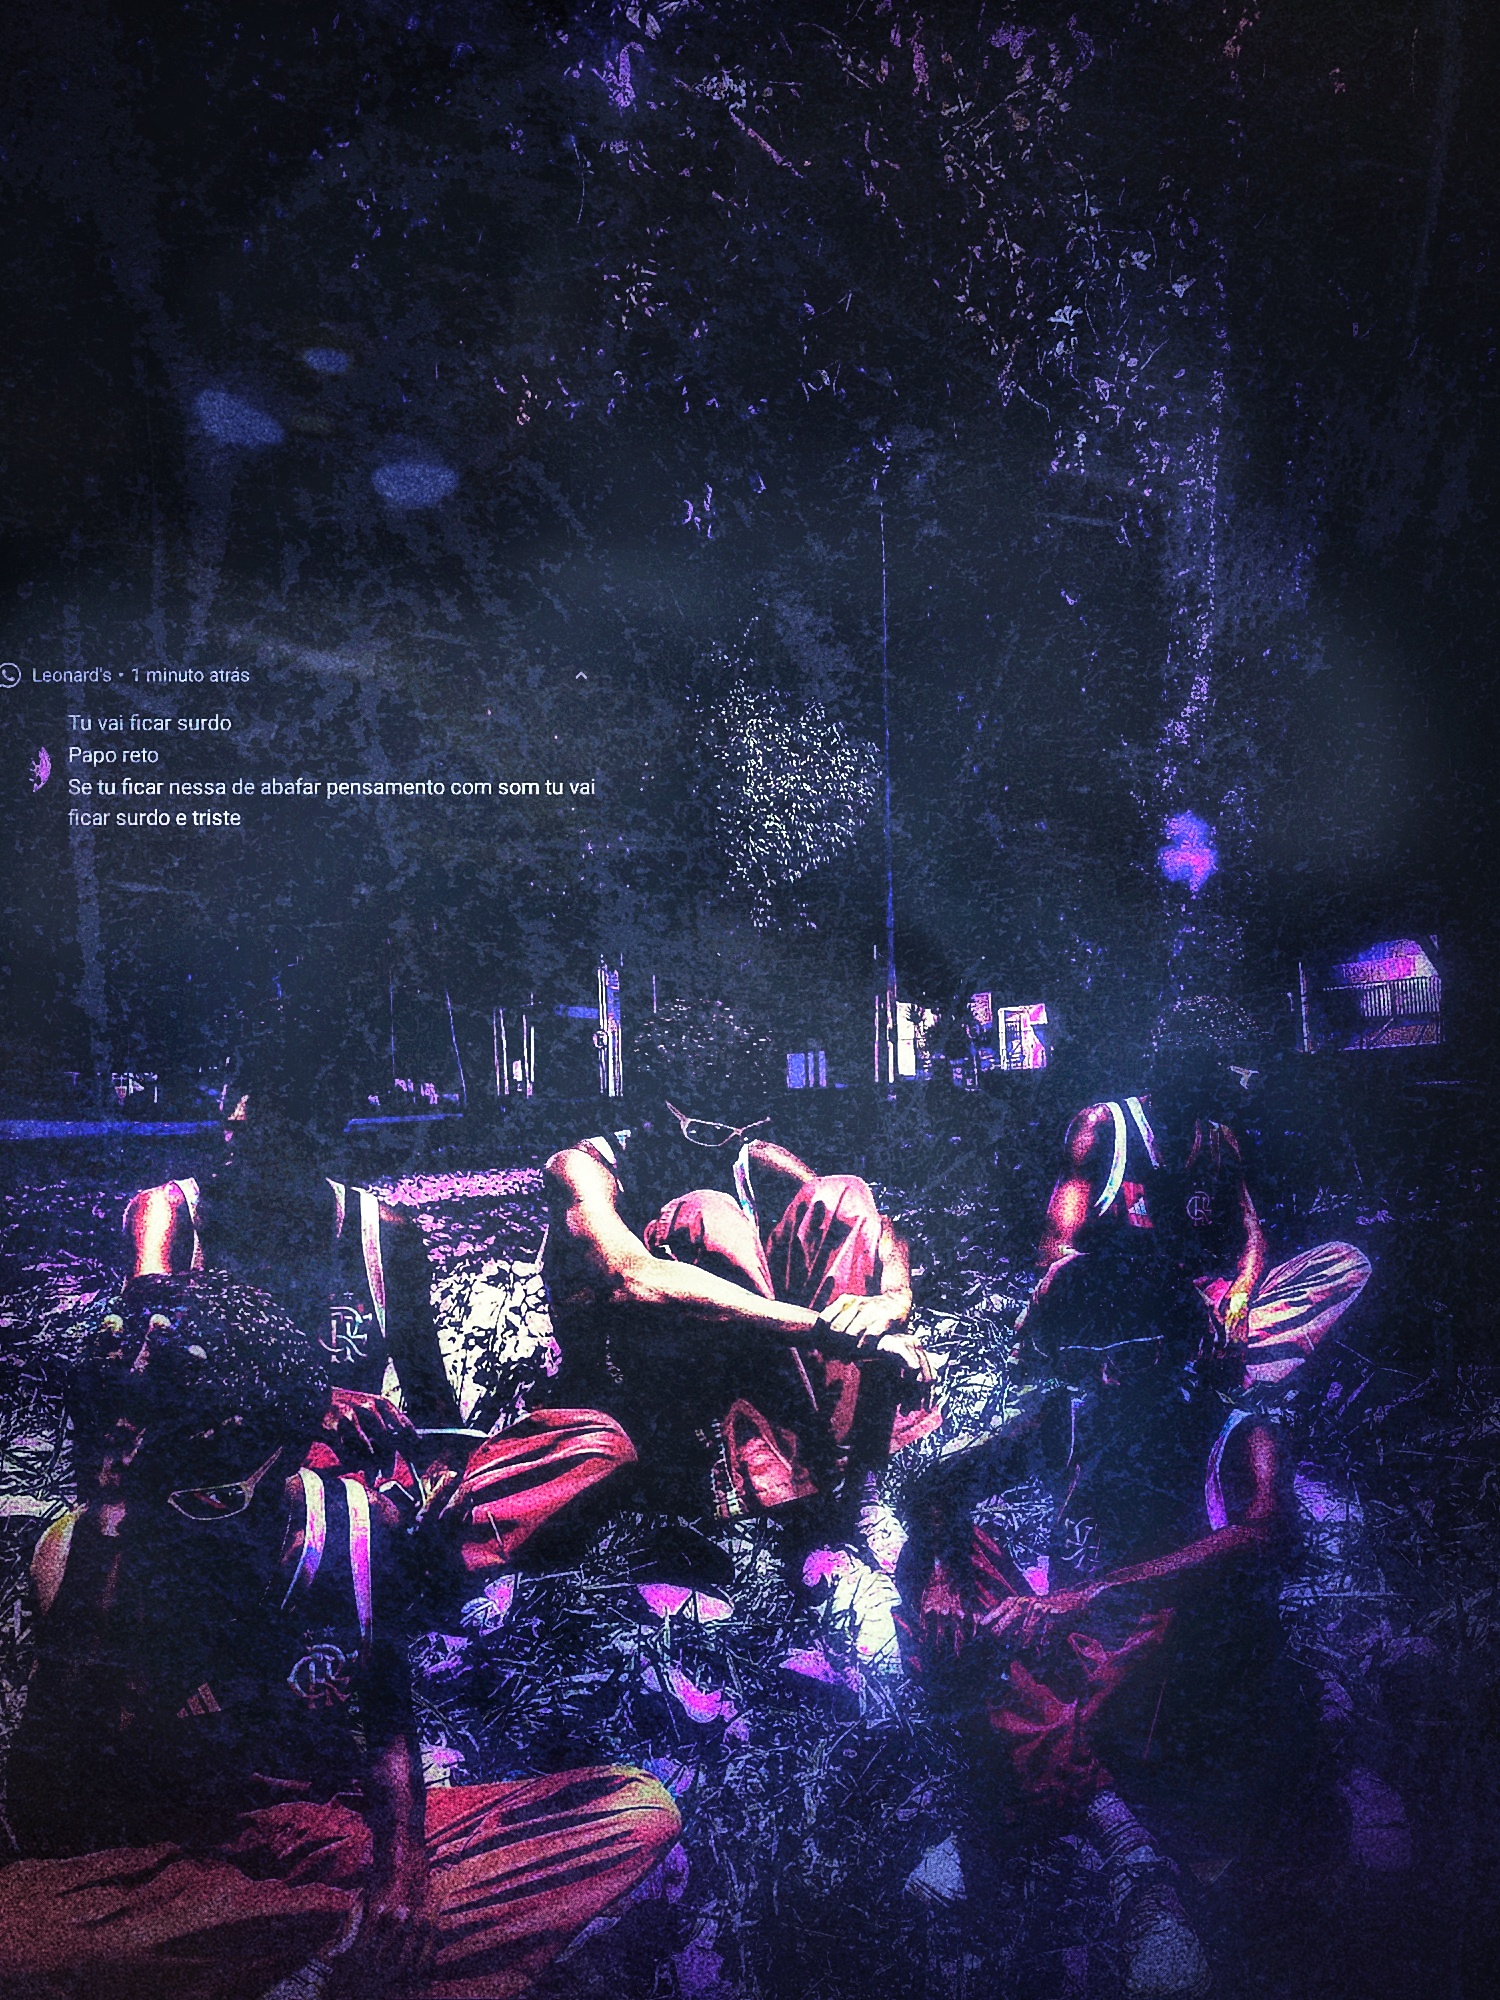 Leonard's • 1 minuto atrás
Tu vai ficar surdo
Papo reto
Se tu ficar nessa de abafar pensamento com som tu vai
ficar surdo e triste